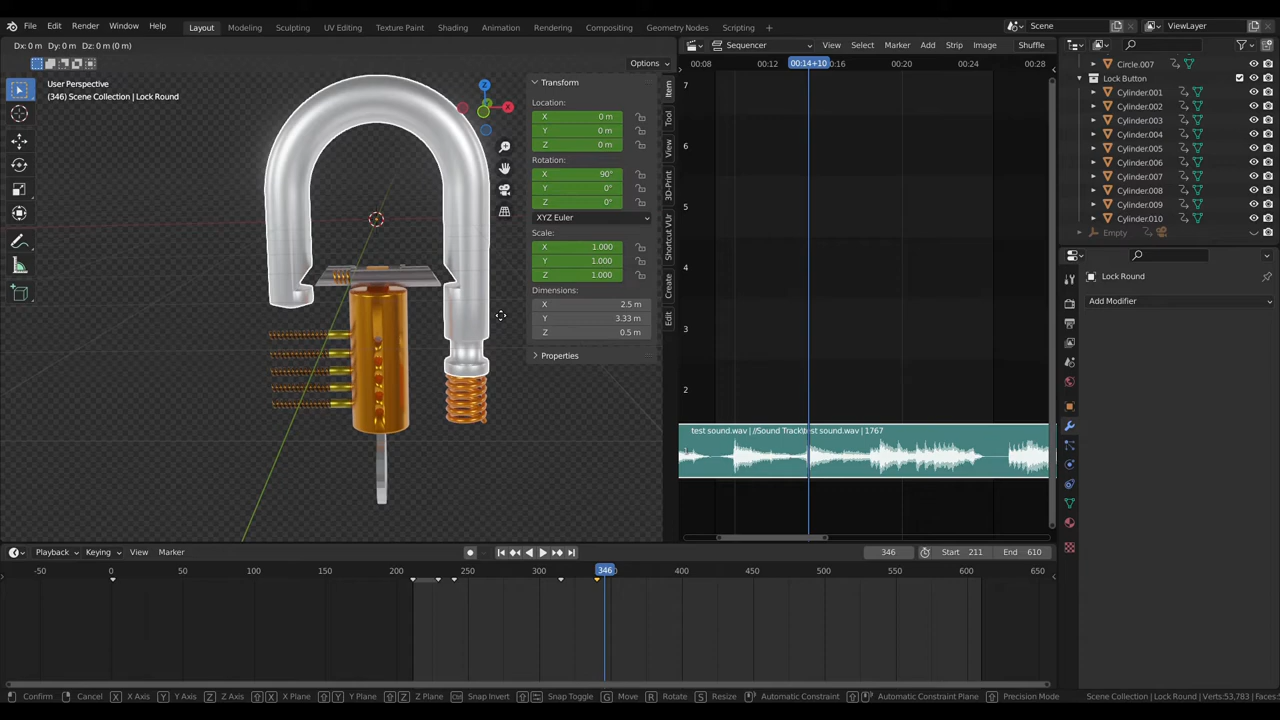 File Edit Render Window Help Layout Modeling Sculpting UV Editing Texture Paint Shading Animation Rendering Compositing Geometry Nodes Scripting + Scene ViewLayer
Dx: 0 m Dy: 0 m Dz: 0 m (0 m) Sequencer View Select Marker Add Strip Image Shuffle
Options 00:08 00:12 00:14+10 00:16 00:20 00:24 00:28 Circle.007
User Perspective
(346) Scene Collection | Lock Round
Transform
Location:
X 0 m
Y 0 m
Z 0 m
Rotation:
X 90°
Y 0°
Z 0°
XYZ Euler
Scale:
X 1.000
Y 1.000
Z 1.000
Dimensions:
X 2.5 m
Y 3.33 m
Z 0.5 m
Properties
Item
Tool
View
3D-Print
Shortcut VUr
Create
Edit
Z
X
7
6
5
4
3
2
test sound.wav | //Sound Track\test sound.wav | 1767
Lock Button
Cylinder.001
Cylinder.002
Cylinder.003
Cylinder.004
Cylinder.005
Cylinder.006
Cylinder.007
Cylinder.008
Cylinder.009
Cylinder.010
Empty
Lock Round
Add Modifier
Playback Keying View Marker 346 Start 211 End 610
-50 0 50 100 150 200 250 300 346 400 450 500 550 600 650
Confirm Cancel X X Axis Y Y Axis Z Z Axis X X Plane Y Y Plane Z Z Plane Ctrl Snap Invert Snap Toggle G Move R Rotate S Resize Automatic Constraint Automatic Constraint Plane Precision Mode Scene Collection | Lock Round | Verts:53,783 | Faces: